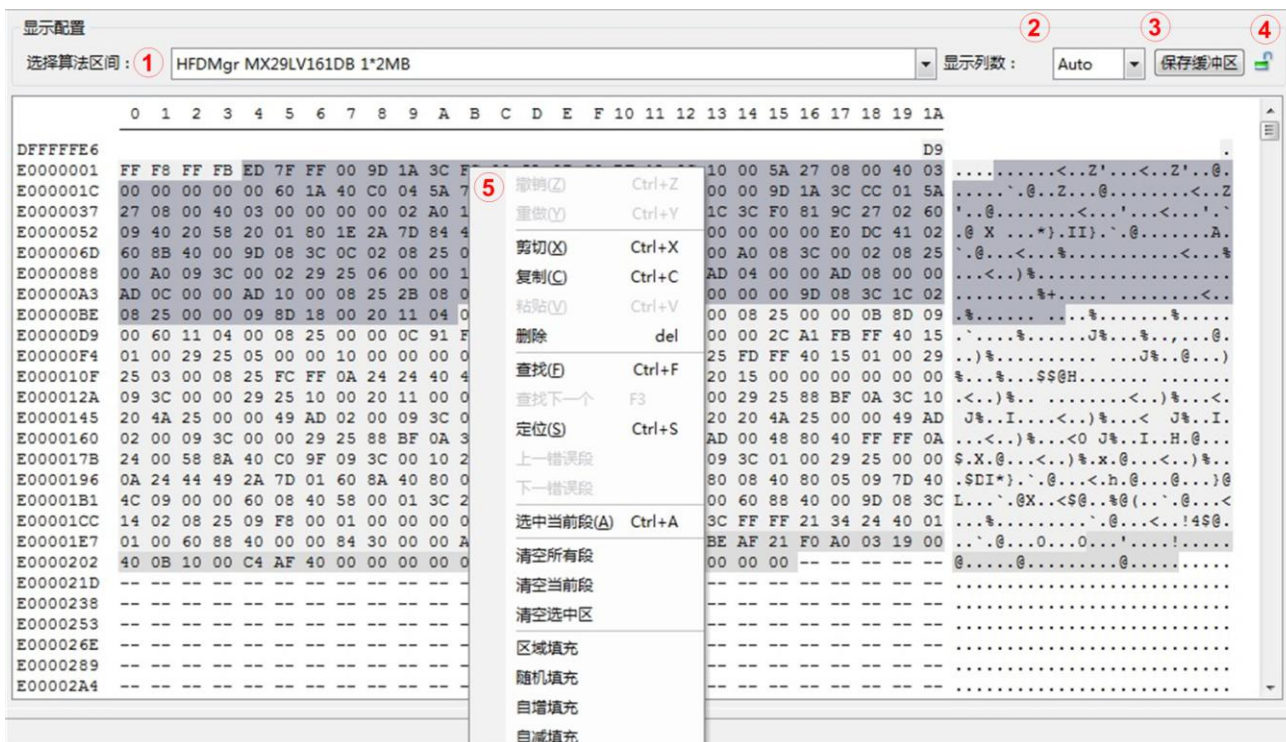 显示配置
选择算法区间： ① HFDMgr MX29LV161DB 1*2MB ② 显示列数： Auto ③ 保存缓冲区 ④
0 1 2 3 4 5 6 7 8 9 A B C D E F 10 11 12 13 14 15 16 17 18 19 1A
DFFFFFE6 D9 .
E0000001 FF F8 FF FB ED 7F FF 00 9D 1A 3C 10 00 5A 27 08 00 40 03 ..........<..Z'...<..Z'..@.
E000001C 00 00 00 00 00 60 1A 40 C0 04 5A 00 00 9D 1A 3C CC 01 5A .....`.@..Z...@........<..Z
E0000037 27 08 00 40 03 00 00 00 00 02 A0 1C 3C F0 81 9C 27 02 60 '..@.........<...'...<...'.`
E0000052 09 40 20 58 20 01 80 1E 2A 7D 84 00 00 00 00 E0 DC 41 02 .@ X ...*}.II}.`.@.......A.
E000006D 60 8B 40 00 9D 08 3C 0C 02 08 25 00 A0 08 3C 00 02 08 25 `.@...<...%............<...%
E0000088 00 A0 09 3C 00 02 29 25 06 00 00 AD 04 00 00 AD 08 00 00 ...<..)%...................
E00000A3 AD 0C 00 00 AD 10 00 08 25 2B 08 00 00 00 9D 08 3C 1C 02 ........%+..... ........<..
E00000BE 08 25 00 00 09 8D 18 00 20 11 04 00 08 25 00 00 0B 8D 09 .%...... ..%.......%.....
E00000D9 00 60 11 04 00 08 25 00 00 0C 91 00 00 2C A1 FB FF 40 15 .`....%.......J%...%..,...@.
E00000F4 01 00 29 25 05 00 00 10 00 00 00 25 FD FF 40 15 01 00 29 ..)%............ ...J%..@...)
E000010F 25 03 00 08 25 FC FF 0A 24 24 40 20 15 00 00 00 00 00 00 %...%...$$@H....... .......
E000012A 09 3C 00 00 29 25 10 00 20 11 00 00 29 25 88 BF 0A 3C 10 .<..)%.. .........<..)%...<.
E0000145 20 4A 25 00 00 49 AD 02 00 09 3C 20 20 4A 25 00 00 49 AD J%..I....<..)%...<  J%..I.
E0000160 02 00 09 3C 00 00 29 25 88 BF 0A AD 00 48 80 40 FF FF 0A ...<..)%...<0 J%..I..H.@...
E000017B 24 00 58 8A 40 C0 9F 09 3C 00 10 09 3C 01 00 29 25 00 00 $.X.@...<..)%.x.@...<..)%..
E0000196 0A 24 44 49 2A 7D 01 60 8A 40 80 80 08 40 80 05 09 7D 40 .$DI*}.`.@...<.h.@...@...}@
E00001B1 4C 09 00 00 60 08 40 58 00 01 3C 00 60 88 40 00 9D 08 3C L...`.@X..<$@..%@(..`.@...<
E00001CC 14 02 08 25 09 F8 00 01 00 00 00 3C FF FF 21 34 24 40 01 ...%..........`.@...<..!4$@.
E00001E7 01 00 60 88 40 00 00 84 30 00 00 BE AF 21 F0 A0 03 19 00 ..`.@...0...0...'....!.....
E0000202 40 0B 10 00 C4 AF 40 00 00 00 00 00 00 00 -- -- -- -- -- @.....@.........@..........
E000021D -- -- -- -- -- -- -- -- -- -- -- -- -- -- -- -- -- -- -- ...........................
E0000238 -- -- -- -- -- -- -- -- -- -- -- -- -- -- -- -- -- -- -- ...........................
E0000253 -- -- -- -- -- -- -- -- -- -- -- -- -- -- -- -- -- -- -- ...........................
E000026E -- -- -- -- -- -- -- -- -- -- -- -- -- -- -- -- -- -- -- ...........................
E0000289 -- -- -- -- -- -- -- -- -- -- -- -- -- -- -- -- -- -- -- ...........................
E00002A4 -- -- -- -- -- -- -- -- -- -- -- -- -- -- -- -- -- -- -- ...........................
⑤ 撤销(Z) Ctrl+Z
重做(Y) Ctrl+Y
剪切(X) Ctrl+X
复制(C) Ctrl+C
粘贴(V) Ctrl+V
删除 del
查找(F) Ctrl+F
查找下一个 F3
定位(S) Ctrl+S
上一错误段
下一错误段
选中当前段(A) Ctrl+A
清空所有段
清空当前段
清空选中区
区域填充
随机填充
自增填充
自减填充